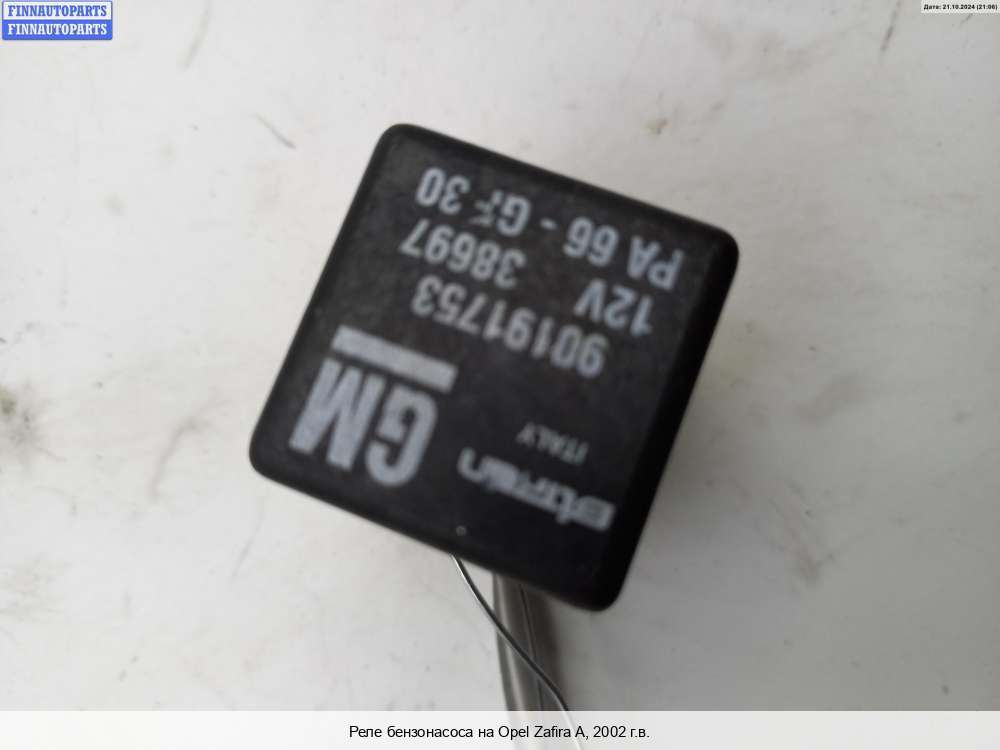 FINNAUTOPARTS
FINNAUTOPARTS
Дата: 21.10.2024 (21:06)
ITALY
GM
90191753
12V 38697
PA 66 - GF 30
Реле бензонасоса на Opel Zafira A, 2002 г.в.